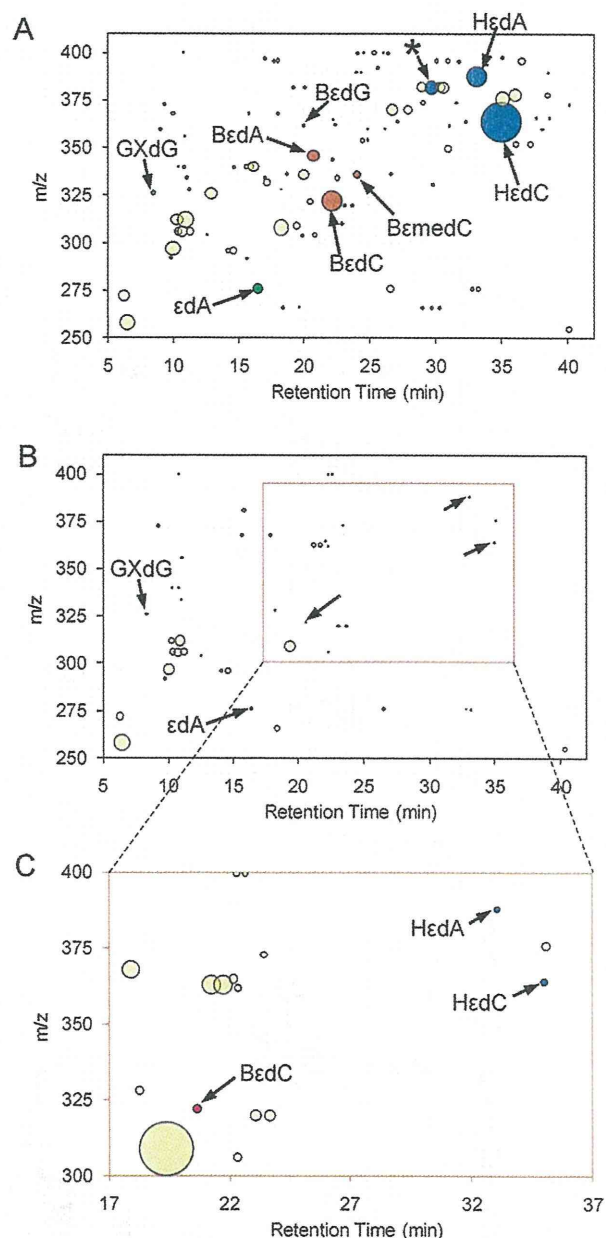 A
m/z
400
375
350
325
300
275
250
*
HεdA
BεdG
BεdA
GXdG
HεdC
BεmedC
BεdC
εdA
5 10 15 20 25 30 35 40
Retention Time (min)
B
m/z
400
375
350
325
300
275
250
GXdG
εdA
5 10 15 20 25 30 35 40
Retention Time (min)
C
m/z
400
375
350
325
300
HεdA
HεdC
BεdC
17 22 27 32 37
Retention Time (min)